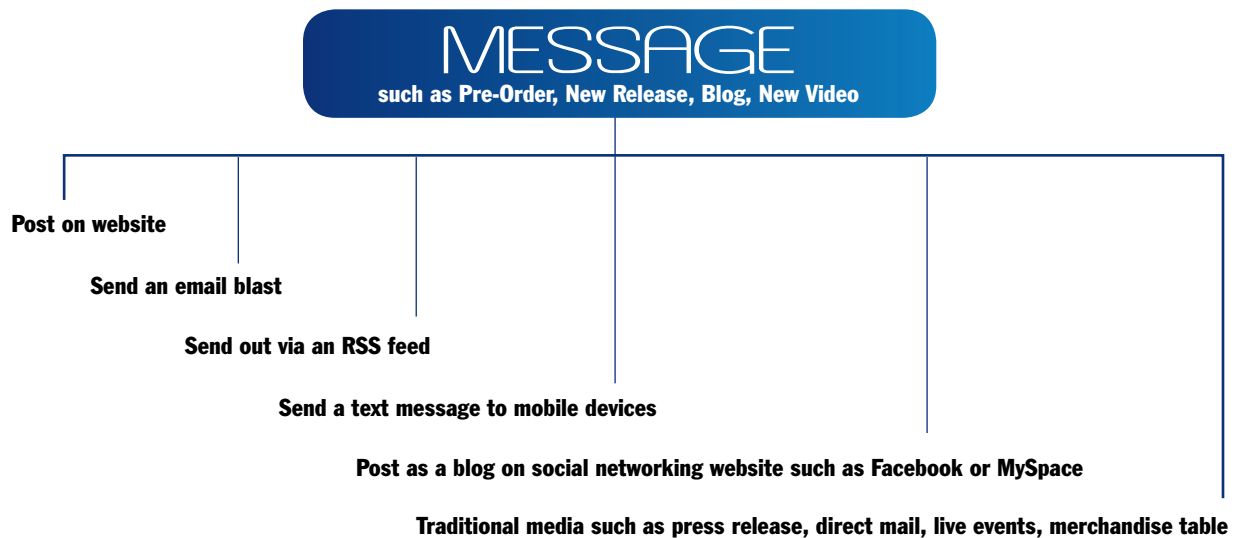 MESSAGE
such as Pre-Order, New Release, Blog, New Video
Post on website
Send an email blast
Send out via an RSS feed
Send a text message to mobile devices
Post as a blog on social networking website such as Facebook or MySpace
Traditional media such as press release, direct mail, live events, merchandise table